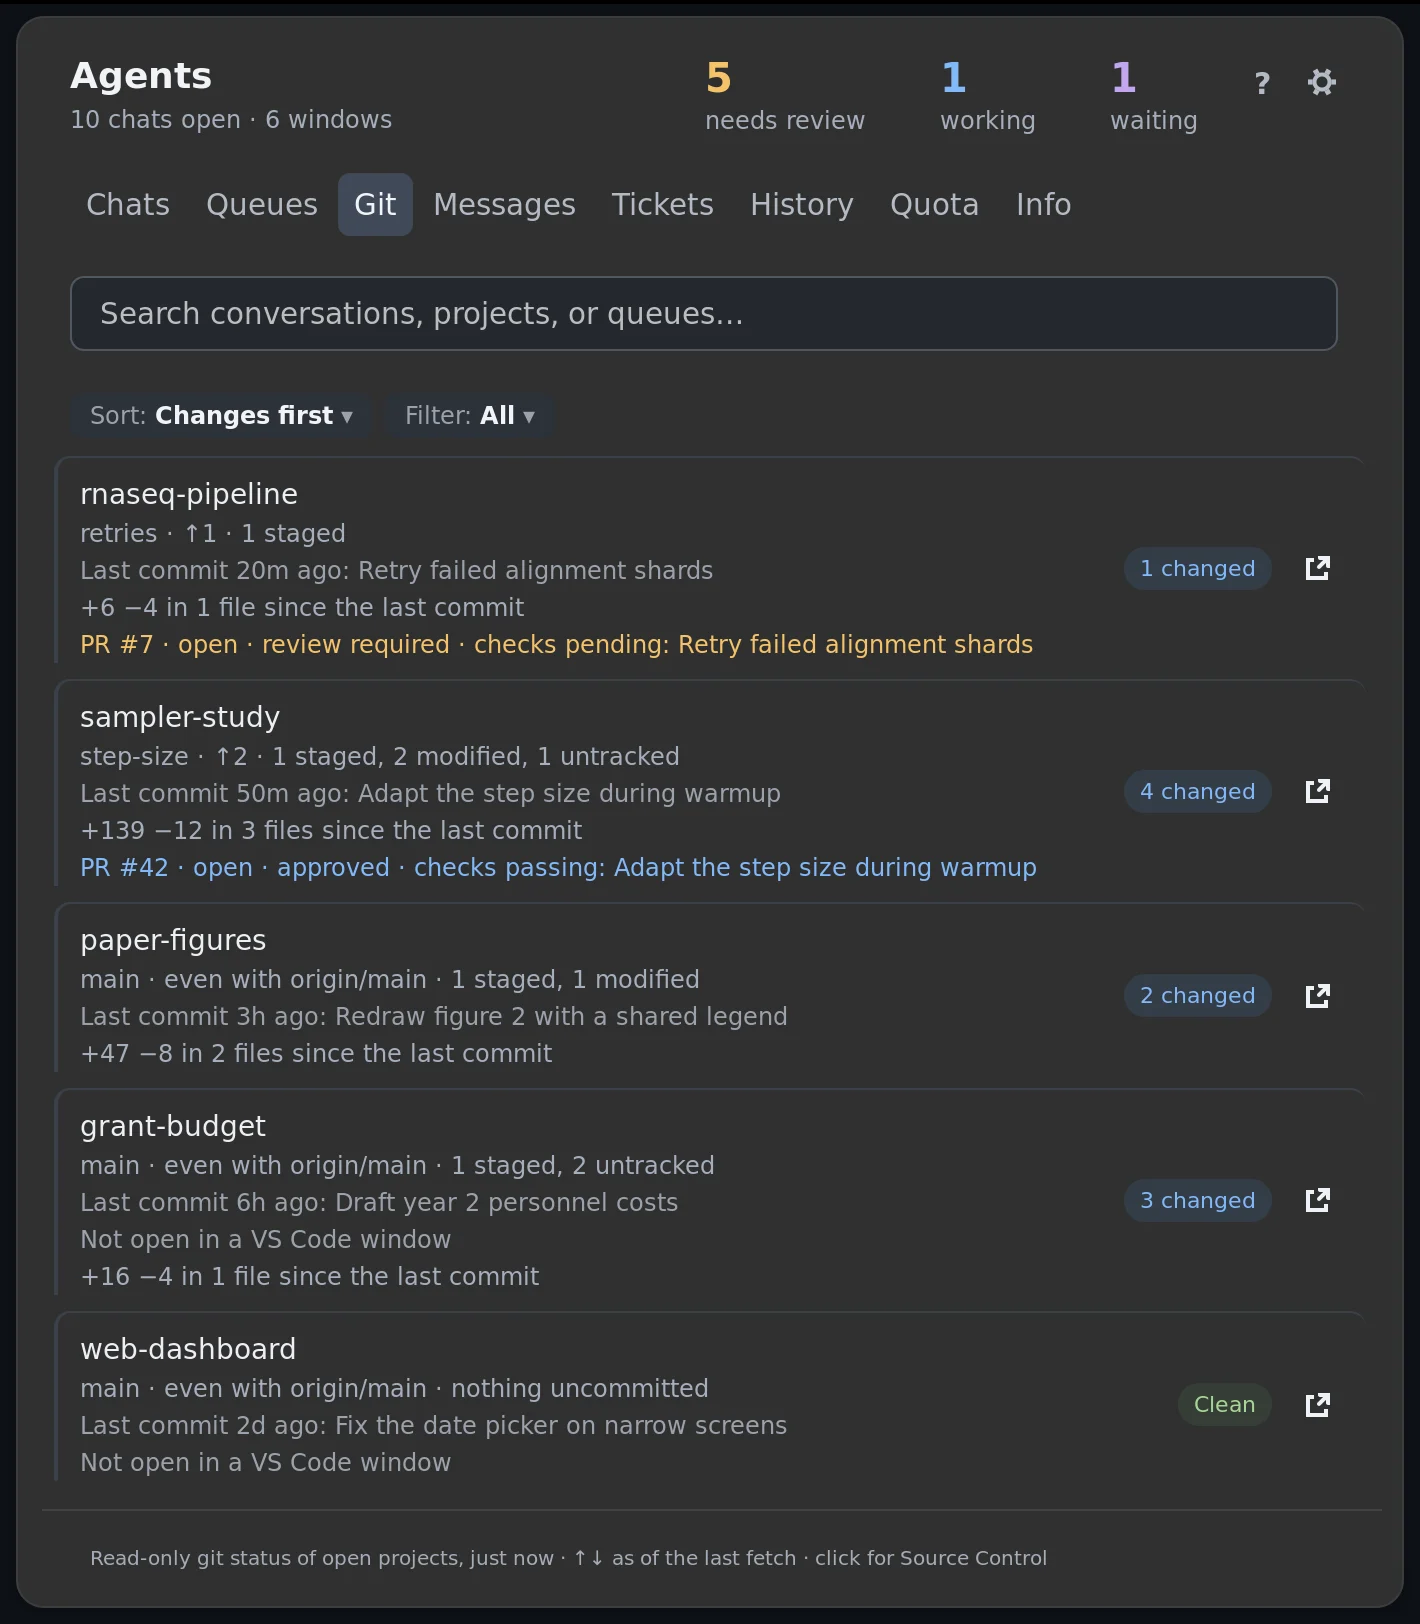 Agents
10 chats open · 6 windows
5
needs review
1
working
1
waiting
?
Chats
Queues
Git
Messages
Tickets
History
Quota
Info
Search conversations, projects, or queues...
Sort: Changes first ▾
Filter: All ▾
rnaseq-pipeline
retries · ↑1 · 1 staged
Last commit 20m ago: Retry failed alignment shards
+6 −4 in 1 file since the last commit
PR #7 · open · review required · checks pending: Retry failed alignment shards
1 changed
sampler-study
step-size · ↑2 · 1 staged, 2 modified, 1 untracked
Last commit 50m ago: Adapt the step size during warmup
+139 −12 in 3 files since the last commit
PR #42 · open · approved · checks passing: Adapt the step size during warmup
4 changed
paper-figures
main · even with origin/main · 1 staged, 1 modified
Last commit 3h ago: Redraw figure 2 with a shared legend
+47 −8 in 2 files since the last commit
2 changed
grant-budget
main · even with origin/main · 1 staged, 2 untracked
Last commit 6h ago: Draft year 2 personnel costs
Not open in a VS Code window
+16 −4 in 1 file since the last commit
3 changed
web-dashboard
main · even with origin/main · nothing uncommitted
Last commit 2d ago: Fix the date picker on narrow screens
Not open in a VS Code window
Clean
Read-only git status of open projects, just now · ↑↓ as of the last fetch · click for Source Control